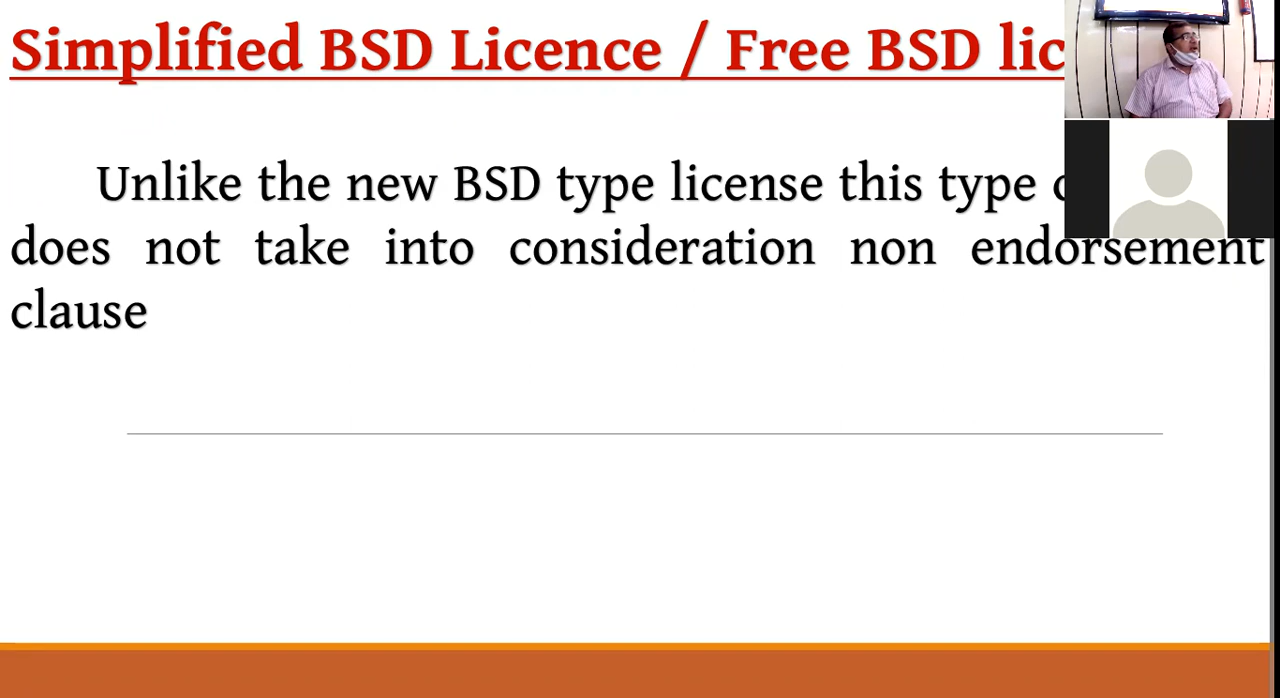 Simplified BSD Licence / Free BSD lic
Unlike the new BSD type license this type
does not take into consideration non endorsement
clause